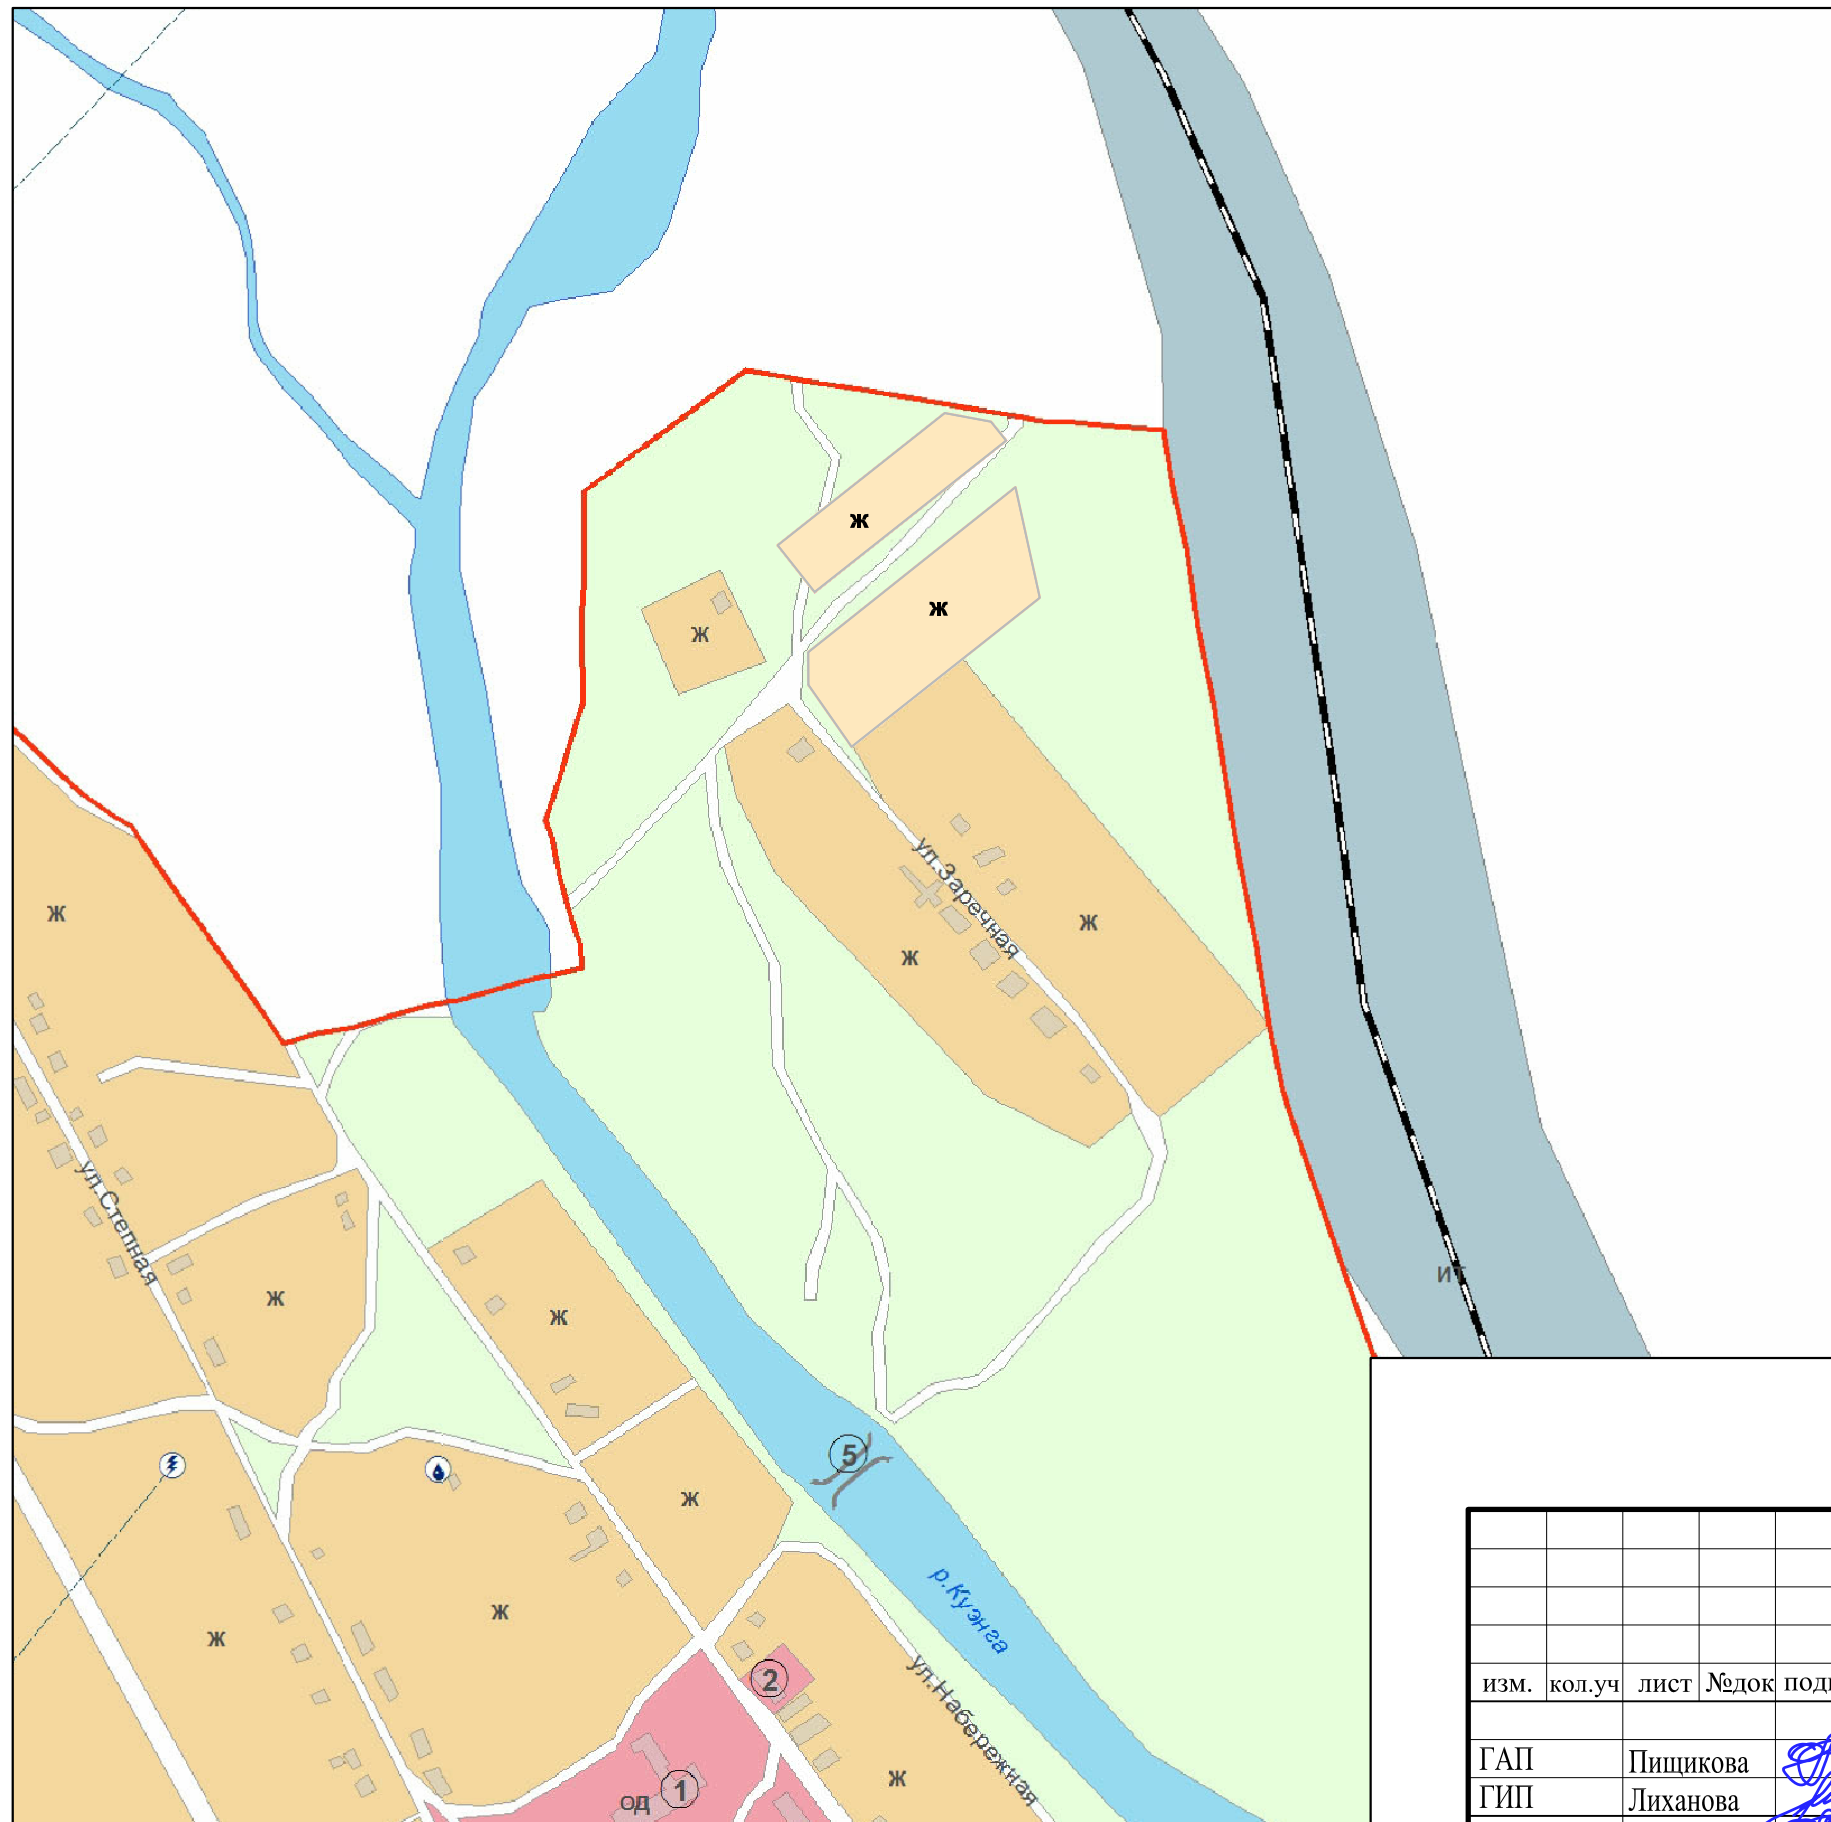 ж
ж
ж
ул.Заречная
ж
ж
ж
ул.Степная
ит
ж
ж
5
ж
р.Куэнга
ж
ж
2
ул.Набережная
изм. кол.уч лист №док
ж
ГАП Пищикова
1
од
ГИП Лиханова